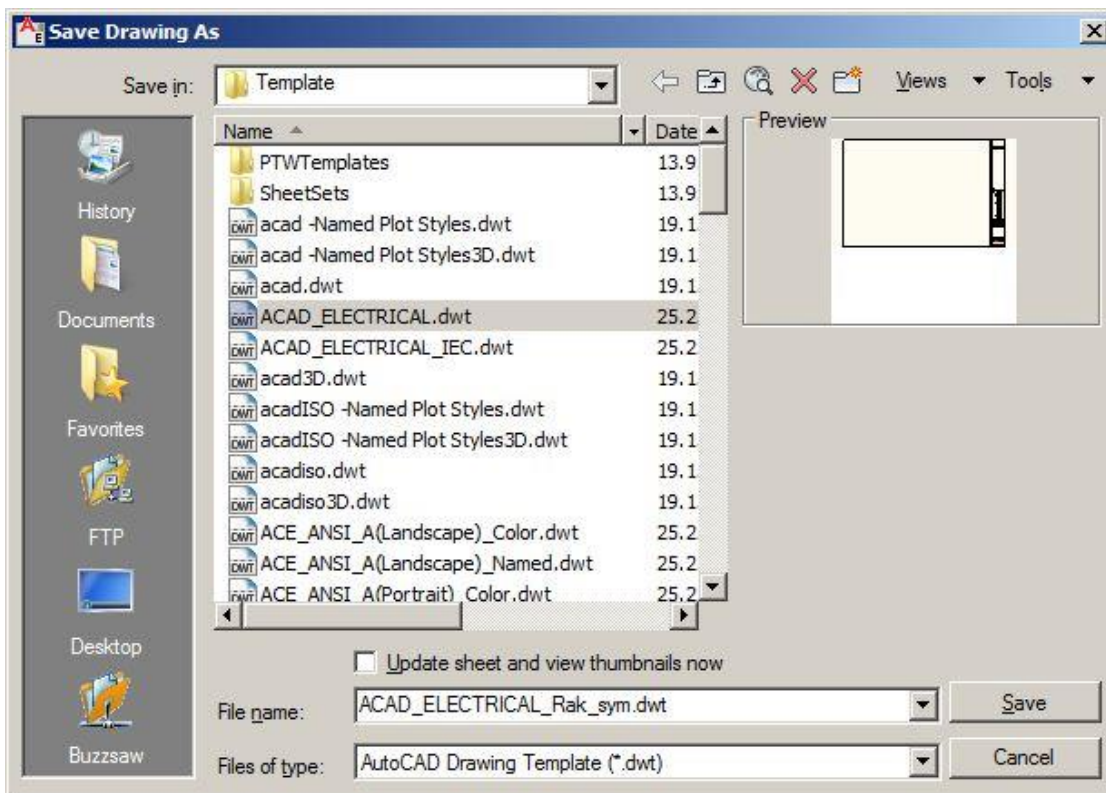 Save Drawing As
Save in: Template Views Tools
Name Date Preview
PTWTemplates 13.9
SheetSets 13.9
acad -Named Plot Styles.dwt 19.1
acad -Named Plot Styles3D.dwt 19.1
acad.dwt 19.1
ACAD_ELECTRICAL.dwt 25.2
ACAD_ELECTRICAL_IEC.dwt 25.2
acad3D.dwt 19.1
acadISO -Named Plot Styles.dwt 19.1
acadISO -Named Plot Styles3D.dwt 19.1
acadiso.dwt 19.1
acadiso3D.dwt 19.1
ACE_ANSI_A(Landscape)_Color.dwt 25.2
ACE_ANSI_A(Landscape)_Named.dwt 25.2
ACE_ANSI_A(Portrait)_Color.dwt 25.2
History
Documents
Favorites
FTP
Desktop
Buzzsaw
Update sheet and view thumbnails now
File name: ACAD_ELECTRICAL_Rak_sym.dwt Save
Files of type: AutoCAD Drawing Template (*.dwt) Cancel